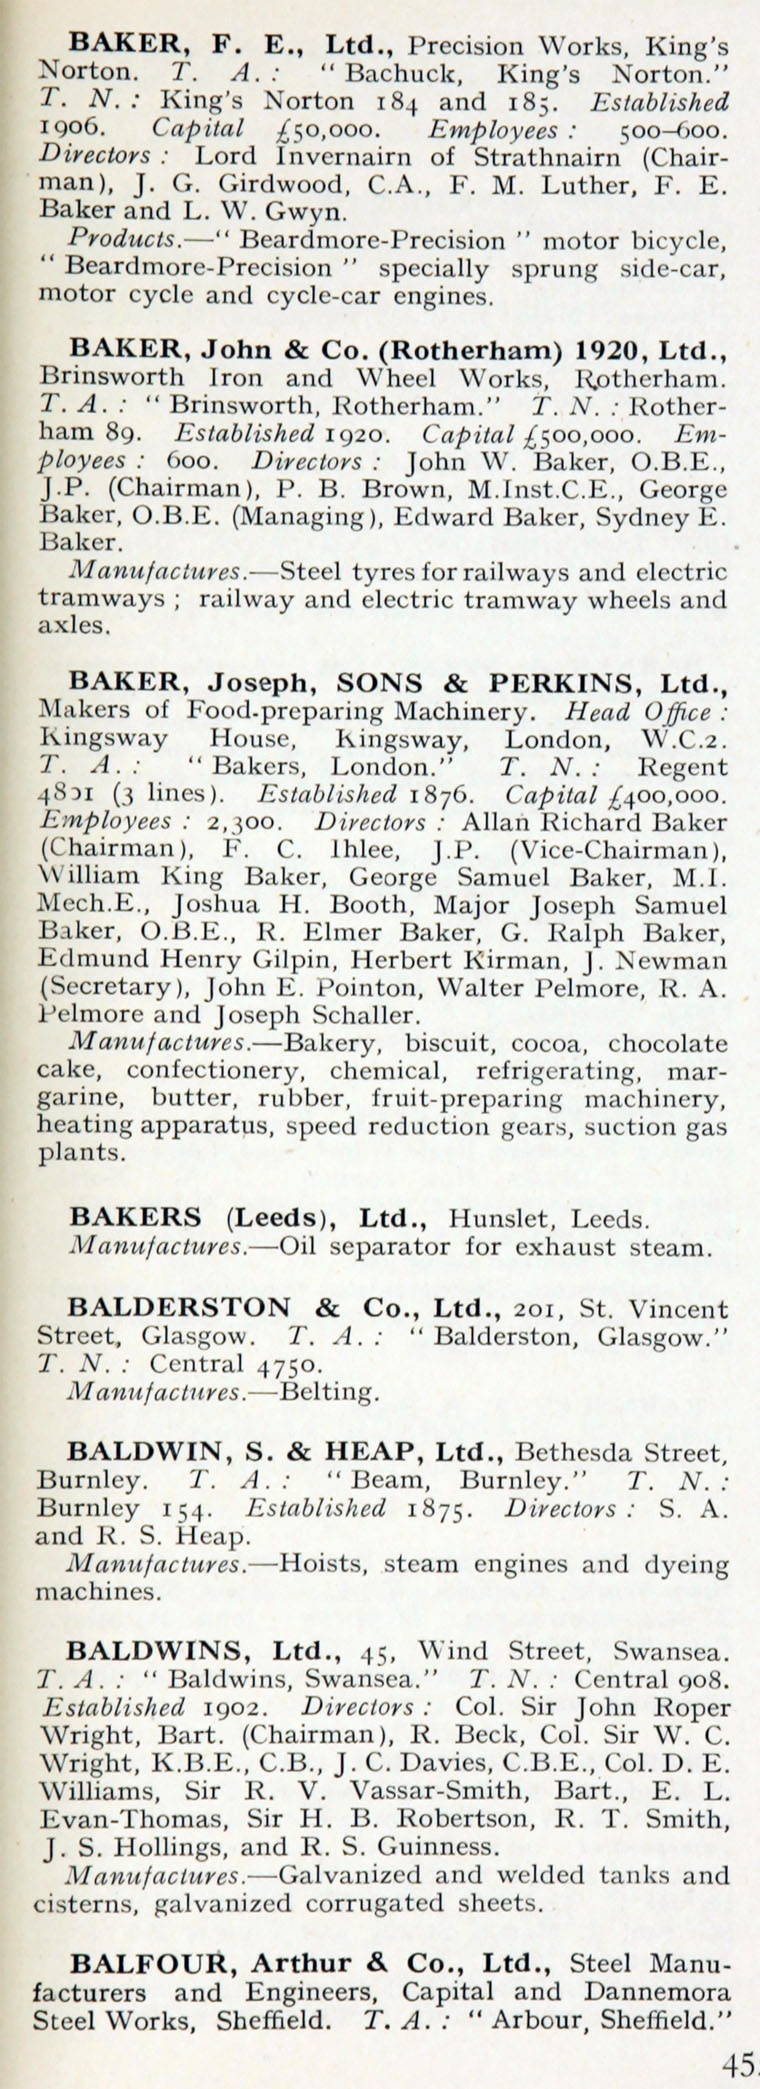 BAKER, F. E., Ltd., Precision Works, King's
Norton. T. A. : " Bachuck, King's Norton."
T. N. : King's Norton 184 and 185. Established
1906. Capital £50,000. Employees : 500–600.
Directors : Lord Invernairn of Strathnairn (Chair-
man), J. G. Girdwood, C.A., F. M. Luther, F. E.
Baker and L. W. Gwyn.
Products.—" Beardmore-Precision " motor bicycle,
" Beardmore-Precision " specially sprung side-car,
motor cycle and cycle-car engines.
BAKER, John & Co. (Rotherham) 1920, Ltd.,
Brinsworth Iron and Wheel Works, Rotherham.
T. A. : " Brinsworth, Rotherham." T. N. : Rother-
ham 89. Established 1920. Capital £500,000. Em-
ployees : 600. Directors : John W. Baker, O.B.E.,
J.P. (Chairman), P. B. Brown, M.Inst.C.E., George
Baker, O.B.E. (Managing), Edward Baker, Sydney E.
Baker.
Manufactures.—Steel tyres for railways and electric
tramways ; railway and electric tramway wheels and
axles.
BAKER, Joseph, SONS & PERKINS, Ltd.,
Makers of Food-preparing Machinery. Head Office :
Kingsway House, Kingsway, London, W.C.2.
T. A. : " Bakers, London." T. N. : Regent
4801 (3 lines). Established 1876. Capital £400,000.
Employees : 2,300. Directors : Allan Richard Baker
(Chairman), F. C. Ihlee, J.P. (Vice-Chairman),
William King Baker, George Samuel Baker, M.I.
Mech.E., Joshua H. Booth, Major Joseph Samuel
Baker, O.B.E., R. Elmer Baker, G. Ralph Baker,
Edmund Henry Gilpin, Herbert Kirman, J. Newman
(Secretary), John E. Pointon, Walter Pelmore, R. A.
Pelmore and Joseph Schaller.
Manufactures.—Bakery, biscuit, cocoa, chocolate
cake, confectionery, chemical, refrigerating, mar-
garine, butter, rubber, fruit-preparing machinery,
heating apparatus, speed reduction gears, suction gas
plants.
BAKERS (Leeds), Ltd., Hunslet, Leeds.
Manufactures.—Oil separator for exhaust steam.
BALDERSTON & Co., Ltd., 201, St. Vincent
Street, Glasgow. T. A. : " Balderston, Glasgow."
T. N. : Central 4750.
Manufactures.—Belting.
BALDWIN, S. & HEAP, Ltd., Bethesda Street,
Burnley. T. A. : " Beam, Burnley." T. N. :
Burnley 154. Established 1875. Directors : S. A.
and R. S. Heap.
Manufactures.—Hoists, steam engines and dyeing
machines.
BALDWINS, Ltd., 45, Wind Street, Swansea.
T. A. : " Baldwins, Swansea." T. N. : Central 908.
Established 1902. Directors : Col. Sir John Roper
Wright, Bart. (Chairman), R. Beck, Col. Sir W. C.
Wright, K.B.E., C.B., J. C. Davies, C.B.E., Col. D. E.
Williams, Sir R. V. Vassar-Smith, Bart., E. L.
Evan-Thomas, Sir H. B. Robertson, R. T. Smith,
J. S. Hollings, and R. S. Guinness.
Manufactures.—Galvanized and welded tanks and
cisterns, galvanized corrugated sheets.
BALFOUR, Arthur & Co., Ltd., Steel Manu-
facturers and Engineers, Capital and Dannemora
Steel Works, Sheffield. T. A. : " Arbour, Sheffield."
45